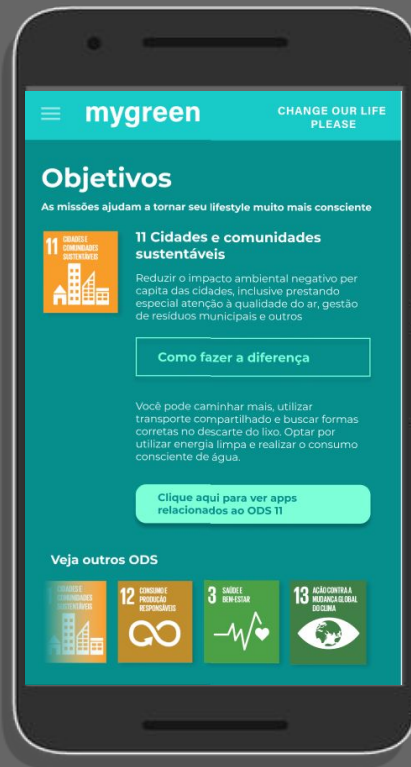 mygreen
CHANGE OUR LIFE
PLEASE
Objetivos
As missões ajudam a tornar seu lifestyle muito mais consciente
11 CIDADES E
COMUNIDADES
SUSTENTÁVEIS
11 Cidades e comunidades
sustentáveis
Reduzir o impacto ambiental negativo per
capita das cidades, inclusive prestando
especial atenção à qualidade do ar, gestão
de resíduos municipais e outros
Como fazer a diferença
Você pode caminhar mais, utilizar
transporte compartilhado e buscar formas
corretas no descarte do lixo. Optar por
utilizar energia limpa e realizar o consumo
consciente de água.
Clique aqui para ver apps
relacionados ao ODS 11
Veja outros ODS
CIDADES E
COMUNIDADES
SUSTENTÁVEIS
12 CONSUMO E
PRODUÇÃO
RESPONSÁVEIS
3 SAÚDE E
BEM-ESTAR
13 AÇÃO CONTRA A
MUDANÇA GLOBAL
DO CLIMA